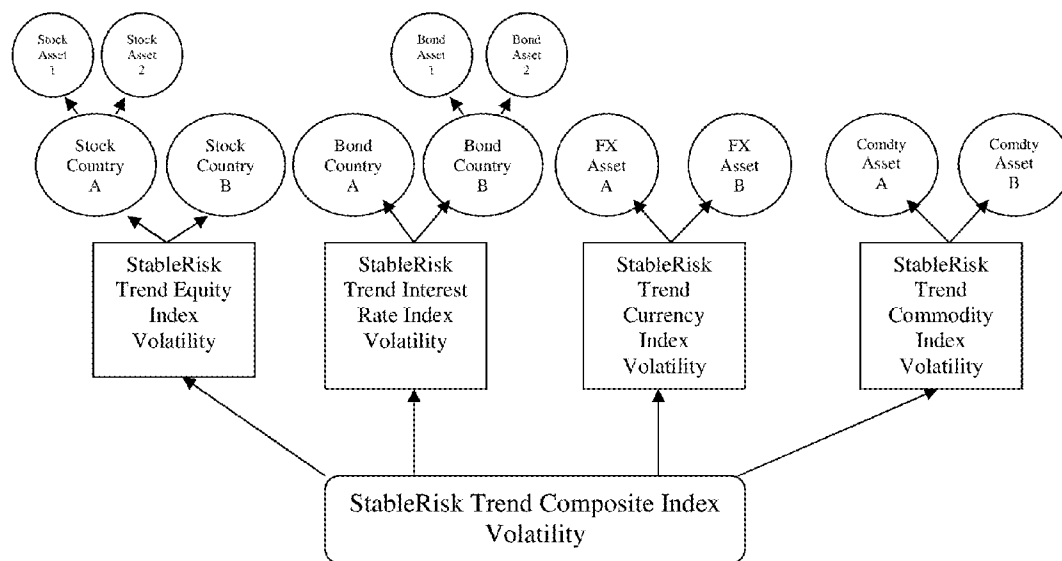 Stock
Asset
1
Stock
Asset
2
Bond
Asset
1
Bond
Asset
2
Stock
Country
A
Stock
Country
B
Bond
Country
A
Bond
Country
B
FX
Asset
A
FX
Asset
B
Comdty
Asset
A
Comdty
Asset
B
StableRisk
Trend Equity
Index
Volatility
StableRisk
Trend Interest
Rate Index
Volatility
StableRisk
Trend
Currency
Index
Volatility
StableRisk
Trend
Commodity
Index
Volatility
StableRisk Trend Composite Index
Volatility